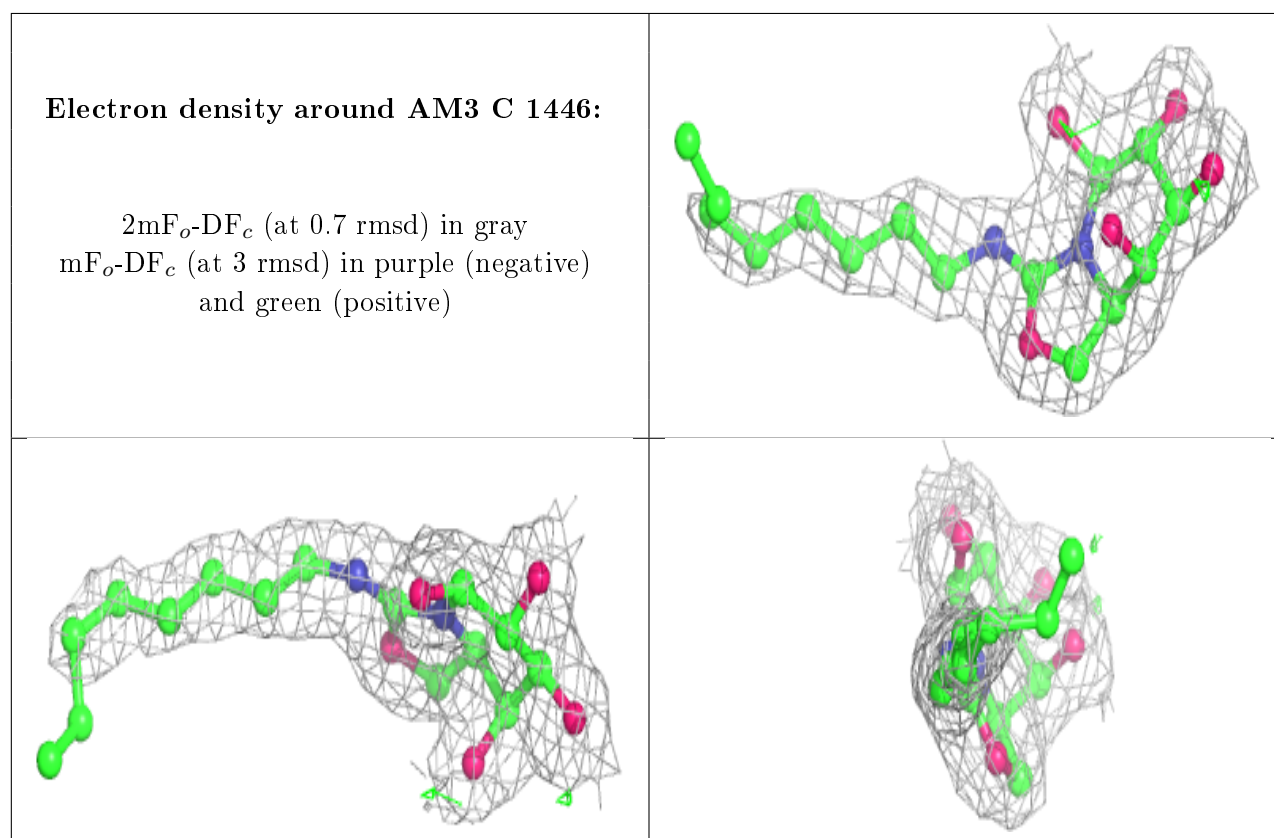 Electron density around AM3 C 1446:
2mFo-DFc (at 0.7 rmsd) in gray
mFo-DFc (at 3 rmsd) in purple (negative)
and green (positive)